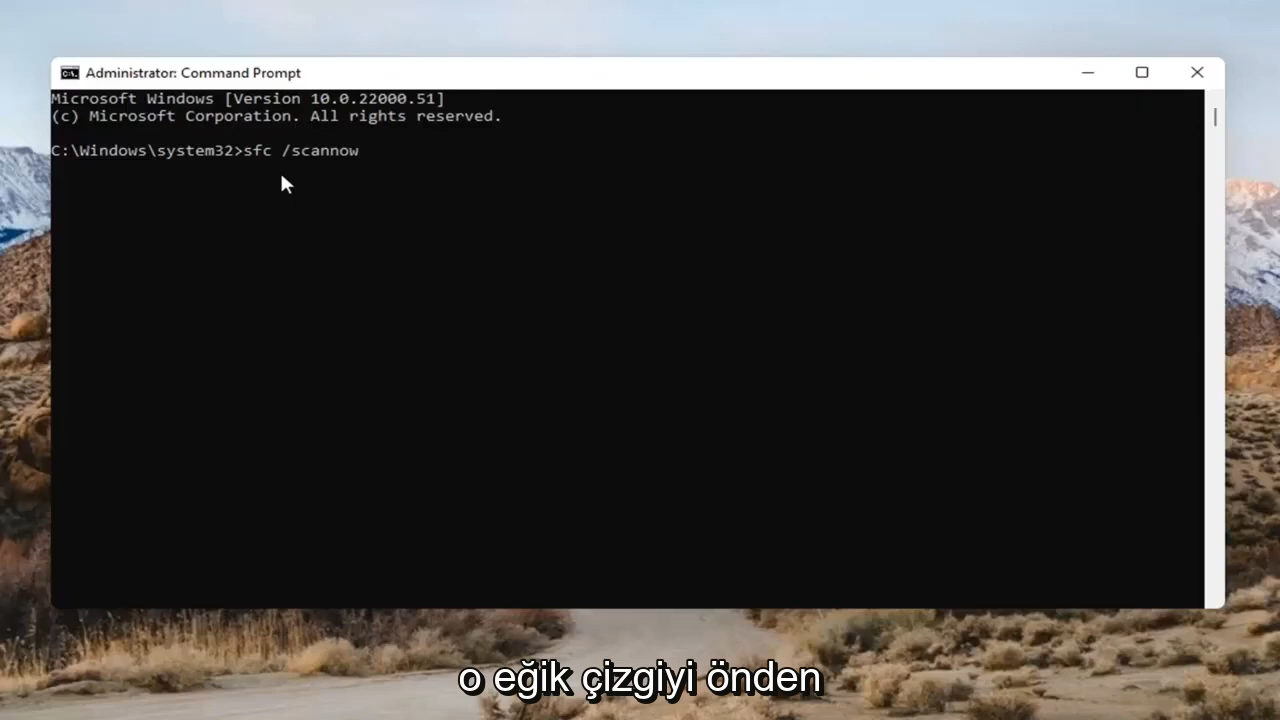 Administrator: Command Prompt
Microsoft Windows [Version 10.0.22000.51]
(c) Microsoft Corporation. All rights reserved.
C:\Windows\system32>sfc /scannow
o eğik çizgiyi önden